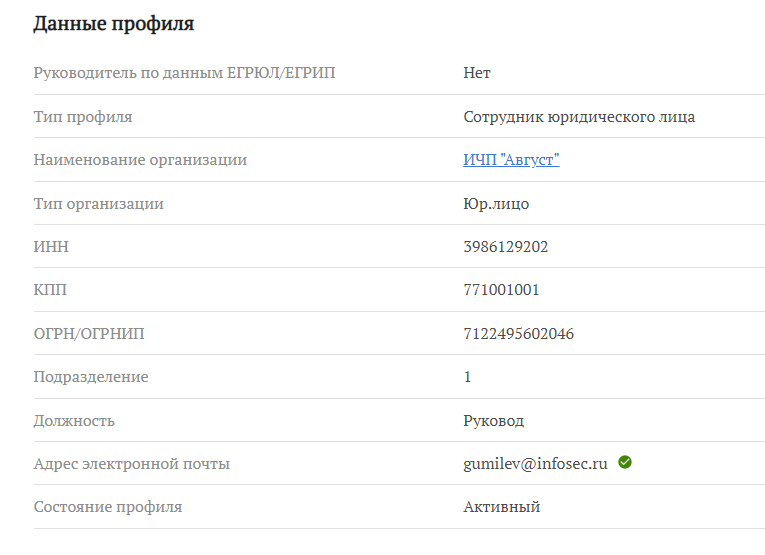 Данные профиля
Руководитель по данным ЕГРЮЛ/ЕГРИП Нет
Тип профиля Сотрудник юридического лица
Наименование организации ИЧП "Август"
Тип организации Юр.лицо
ИНН 3986129202
КПП 771001001
ОГРН/ОГРНИП 7122495602046
Подразделение 1
Должность Руковод
Адрес электронной почты gumilev@infosec.ru
Состояние профиля Активный